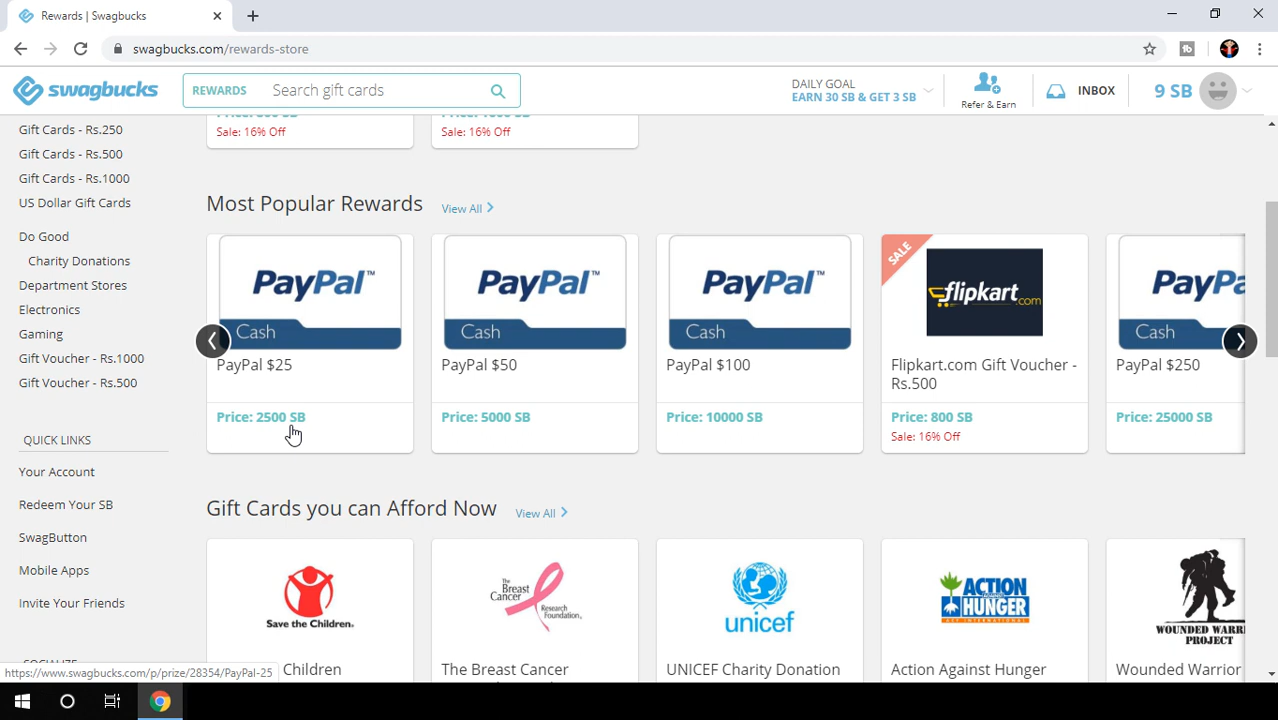 Rewards | Swagbucks
swagbucks.com/rewards-store
swagbucks
REWARDS
Search gift cards
DAILY GOAL
EARN 30 SB & GET 3 SB
Refer & Earn
INBOX
9 SB
Gift Cards - Rs.250
Gift Cards - Rs.500
Gift Cards - Rs.1000
US Dollar Gift Cards
Do Good
Charity Donations
Department Stores
Electronics
Gaming
Gift Voucher - Rs.1000
Gift Voucher - Rs.500
QUICK LINKS
Your Account
Redeem Your SB
SwagButton
Mobile Apps
Invite Your Friends
Sale: 16% Off
Sale: 16% Off
Most Popular Rewards
View All
PayPal™
Cash
PayPal $25
Price: 2500 SB
PayPal™
Cash
PayPal $50
Price: 5000 SB
PayPal™
Cash
PayPal $100
Price: 10000 SB
SALE
flipkart.com
Flipkart.com Gift Voucher -
Rs.500
Price: 800 SB
Sale: 16% Off
PayPal
Cash
PayPal $250
Price: 25000 SB
Gift Cards you can Afford Now
View All
Save the Children.
Children
The
Breast
Cancer
Research
Foundation.
The Breast Cancer
unicef
UNICEF Charity Donation
ACTION
AGAINST
HUNGER
ACF INTERNATIONAL
Action Against Hunger
WOUNDED WARRI
PROJECT
Wounded Warrior
https://www.swagbucks.com/p/prize/28354/PayPal-25